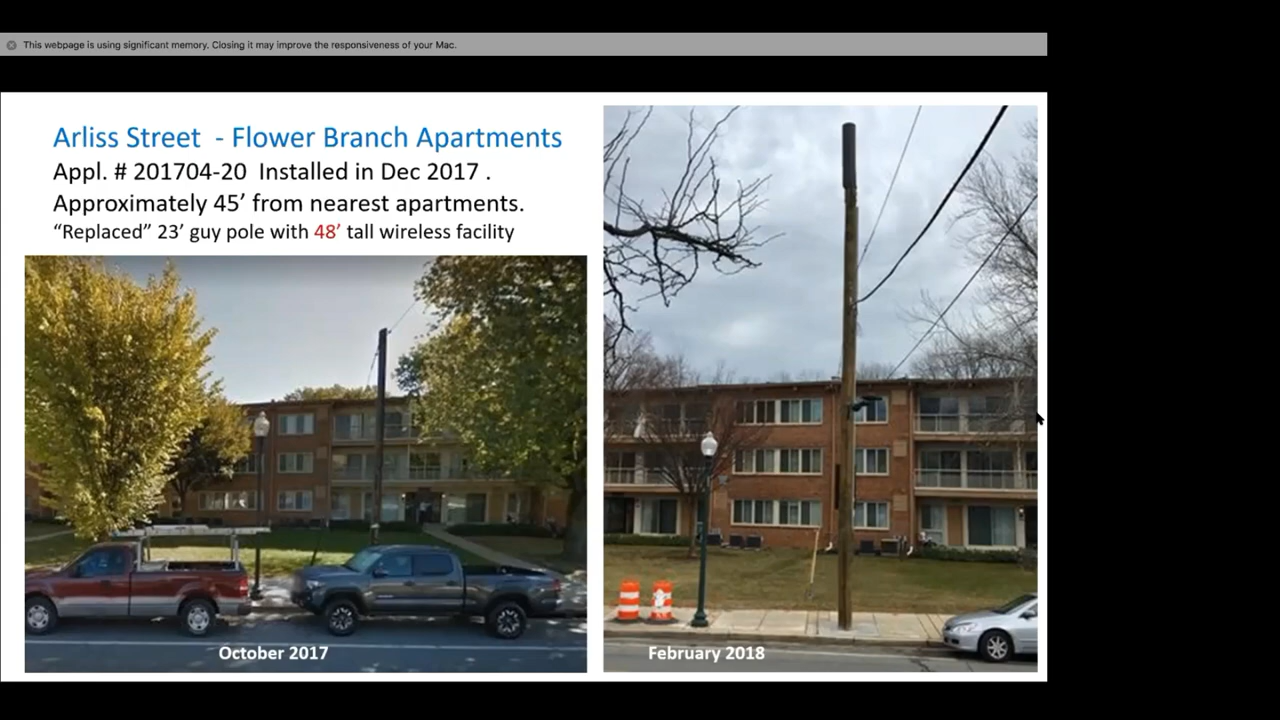 This webpage is using significant memory. Closing it may improve the responsiveness of your Mac.
Arliss Street - Flower Branch Apartments
Appl. # 201704-20 Installed in Dec 2017 .
Approximately 45’ from nearest apartments.
“Replaced” 23’ guy pole with 48’ tall wireless facility
October 2017
February 2018